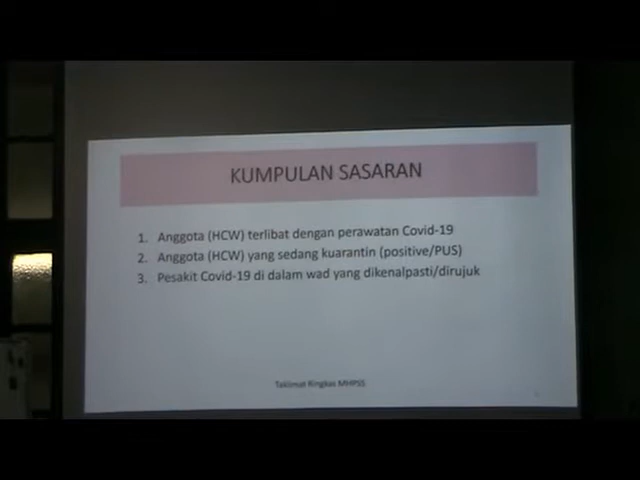 KUMPULAN SASARAN
1. Anggota (HCW) terlibat dengan perawatan Covid-19
2. Anggota (HCW) yang sedang kuarantin (positive/PUS)
3. Pesakit Covid-19 di dalam wad yang dikenalpasti/dirujuk
Taklimat Ringkas MHPSS